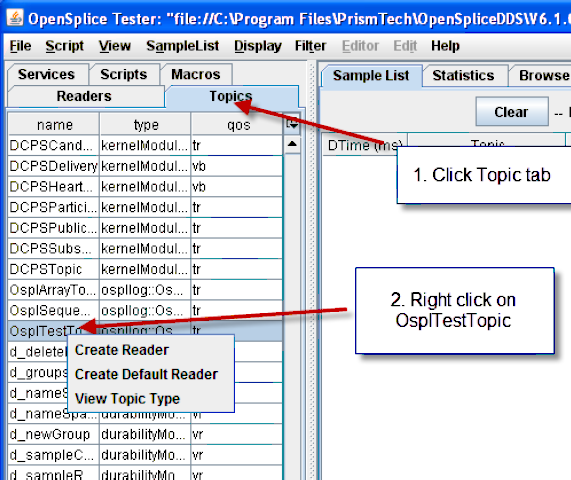 OpenSplice Tester: "file://C:\Program Files\PrismTech\OpenSpliceDDS\V6.1.
File Script View SampleList Display Filter Editor Edit Help
Services Scripts Macros
Readers Topics
name type qos
DCPSCand... kernelModul... tr
DCPSDelivery kernelModul... vb
DCPSHeart... kernelModul... vb
DCPSPartici... kernelModul... tr
DCPSPublic... kernelModul... tr
DCPSSubs... kernelModul... tr
DCPSTopic kernelModul... tr
OsplArrayTo... ospllog::Os... tr
OsplSeque... ospllog::Os... tr
OsplTestTo... ospllog::Os... tr
d_deleteD
d_groups
d_nameS
d_nameSpa... durabilityMo... vr
d_newGroup durabilityMo... vr
d_sampleC... durabilityMo... vr
d_sampleR... durabilityMo... vr
Create Reader
Create Default Reader
View Topic Type
Sample List Statistics Browse
Clear --
DTime (ms) Topic
1. Click Topic tab
2. Right click on
OsplTestTopic